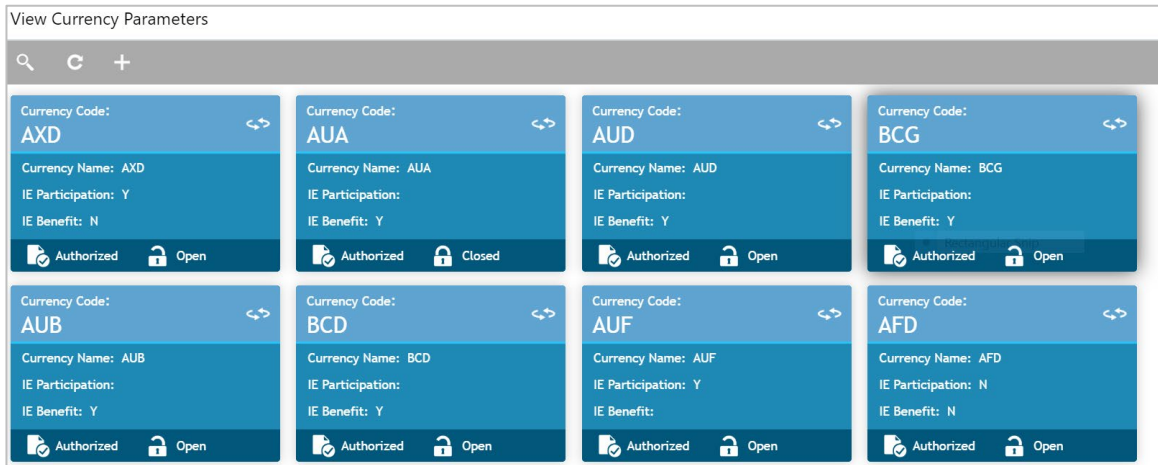 View Currency Parameters
Currency Code:
AXD
Currency Name: AXD
IE Participation: Y
IE Benefit: N
Authorized Open
Currency Code:
AUA
Currency Name: AUA
IE Participation:
IE Benefit: Y
Authorized Closed
Currency Code:
AUD
Currency Name: AUD
IE Participation:
IE Benefit: Y
Authorized Open
Currency Code:
BCG
Currency Name: BCG
IE Participation:
IE Benefit: Y
Rectangular Snip
Authorized Open
Currency Code:
AUB
Currency Name: AUB
IE Participation:
IE Benefit: Y
Authorized Open
Currency Code:
BCD
Currency Name: BCD
IE Participation:
IE Benefit: Y
Authorized Open
Currency Code:
AUF
Currency Name: AUF
IE Participation: Y
IE Benefit:
Authorized Open
Currency Code:
AFD
Currency Name: AFD
IE Participation: N
IE Benefit: N
Authorized Open